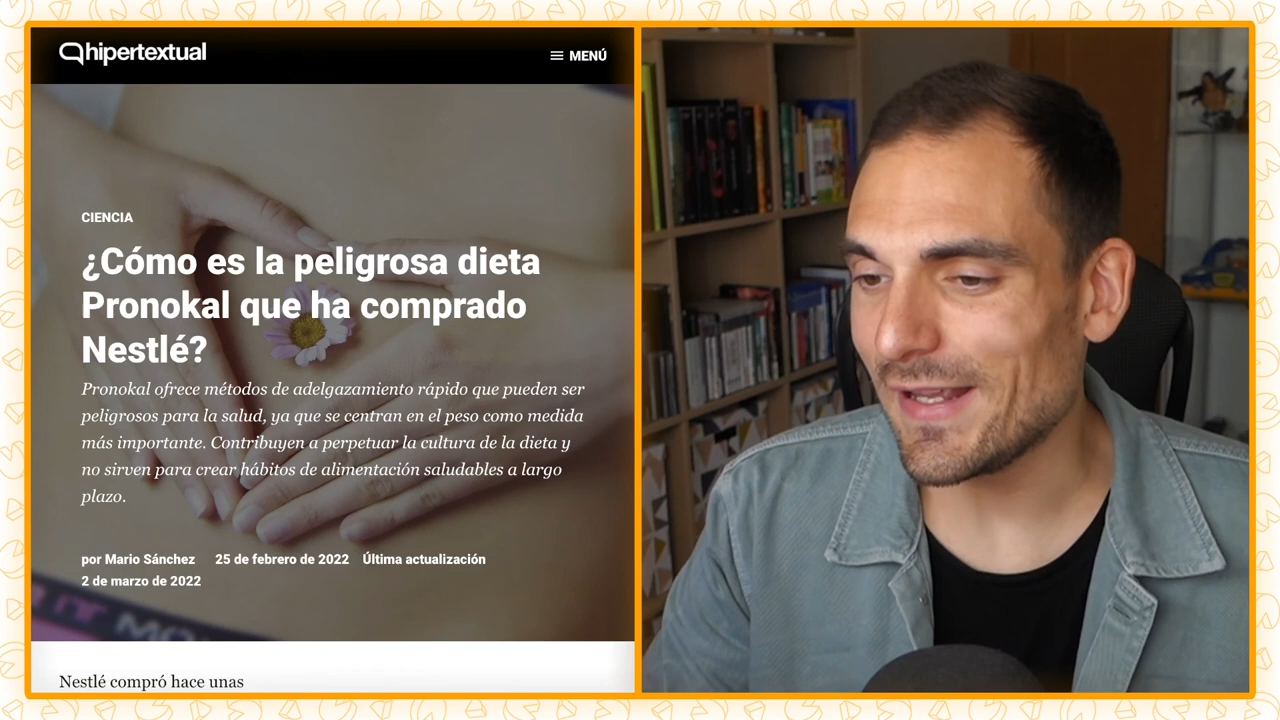 hipertextual
MENÚ
CIENCIA
¿Cómo es la peligrosa dieta
Pronokal que ha comprado
Nestlé?
Pronokal ofrece métodos de adelgazamiento rápido que pueden ser
peligrosos para la salud, ya que se centran en el peso como medida
más importante. Contribuyen a perpetuar la cultura de la dieta y
no sirven para crear hábitos de alimentación saludables a largo
plazo.
por Mario Sánchez 25 de febrero de 2022 Última actualización
2 de marzo de 2022
Nestlé compró hace unas